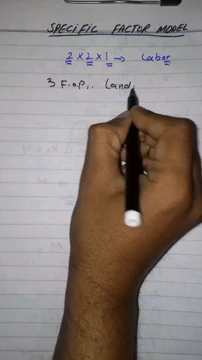 SPECIFIC FACTOR MODEL
2 × 2 × 1 → Labor
3 F.o.P.. Land